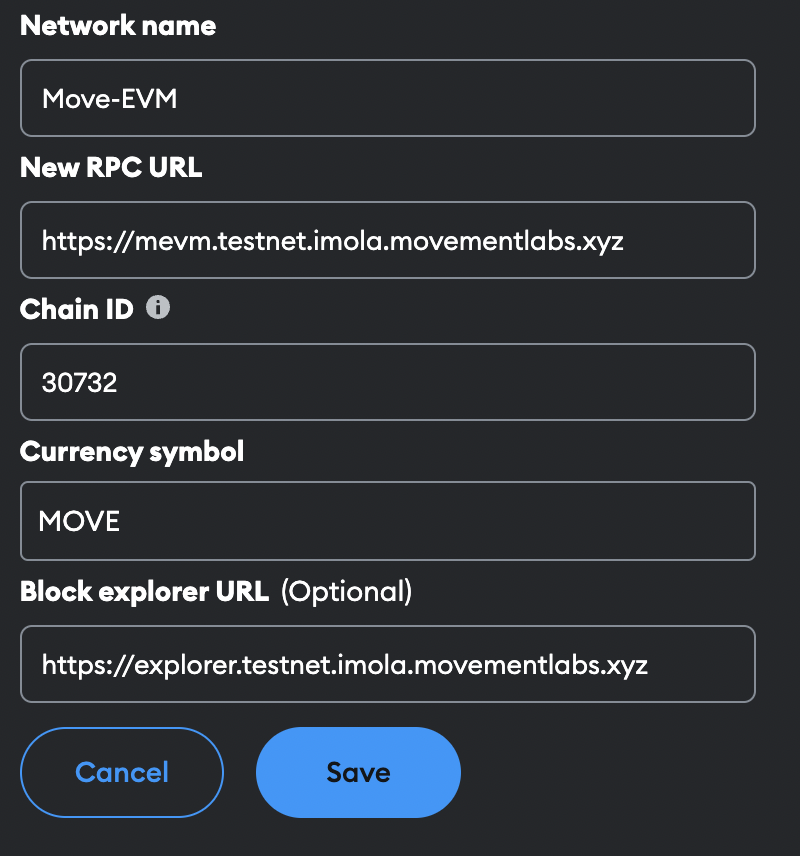 Network name
Move-EVM
New RPC URL
https://mevm.testnet.imola.movementlabs.xyz
Chain ID
30732
Currency symbol
MOVE
Block explorer URL (Optional)
https://explorer.testnet.imola.movementlabs.xyz
Cancel Save